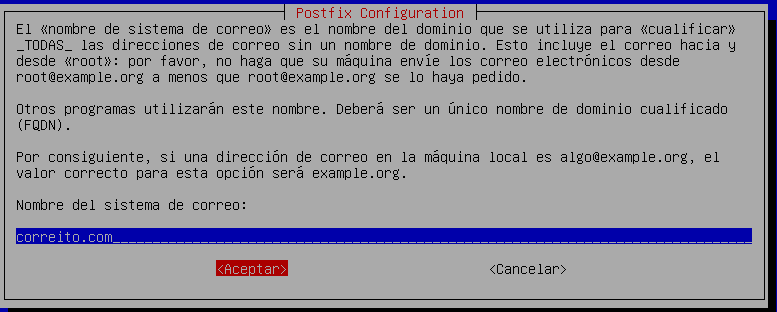 Postfix Configuration
El «nombre de sistema de correo» es el nombre del dominio que se utiliza para «cualificar»
_TODAS_ las direcciones de correo sin un nombre de dominio. Esto incluye el correo hacia y
desde «root»: por favor, no haga que su máquina envíe los correo electrónicos desde
root@example.org a menos que root@example.org se lo haya pedido.
Otros programas utilizarán este nombre. Deberá ser un único nombre de dominio cualificado
(FQDN).
Por consiguiente, si una dirección de correo en la máquina local es algo@example.org, el
valor correcto para esta opción será example.org.
Nombre del sistema de correo:
correito.com
<Aceptar> <Cancelar>